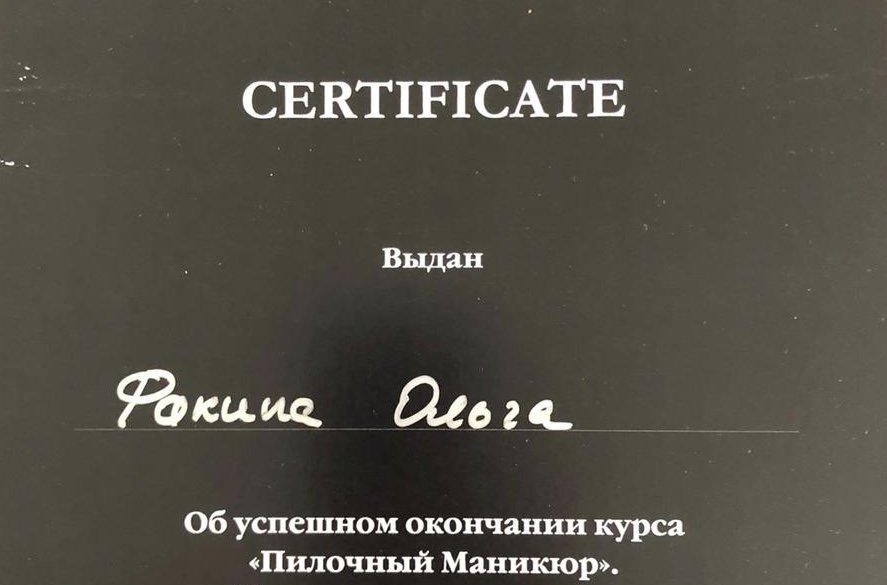 CERTIFICATE
Выдан
Фокина Ольга
Об успешном окончании курса
«Пилочный Маникюр».